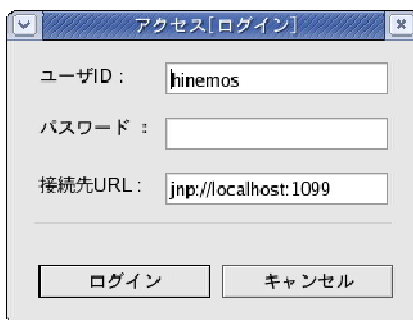 アクセス[ログイン]
ユーザID : hinemos
パスワード :
接続先URL : jnp://localhost:1099
ログイン キャンセル